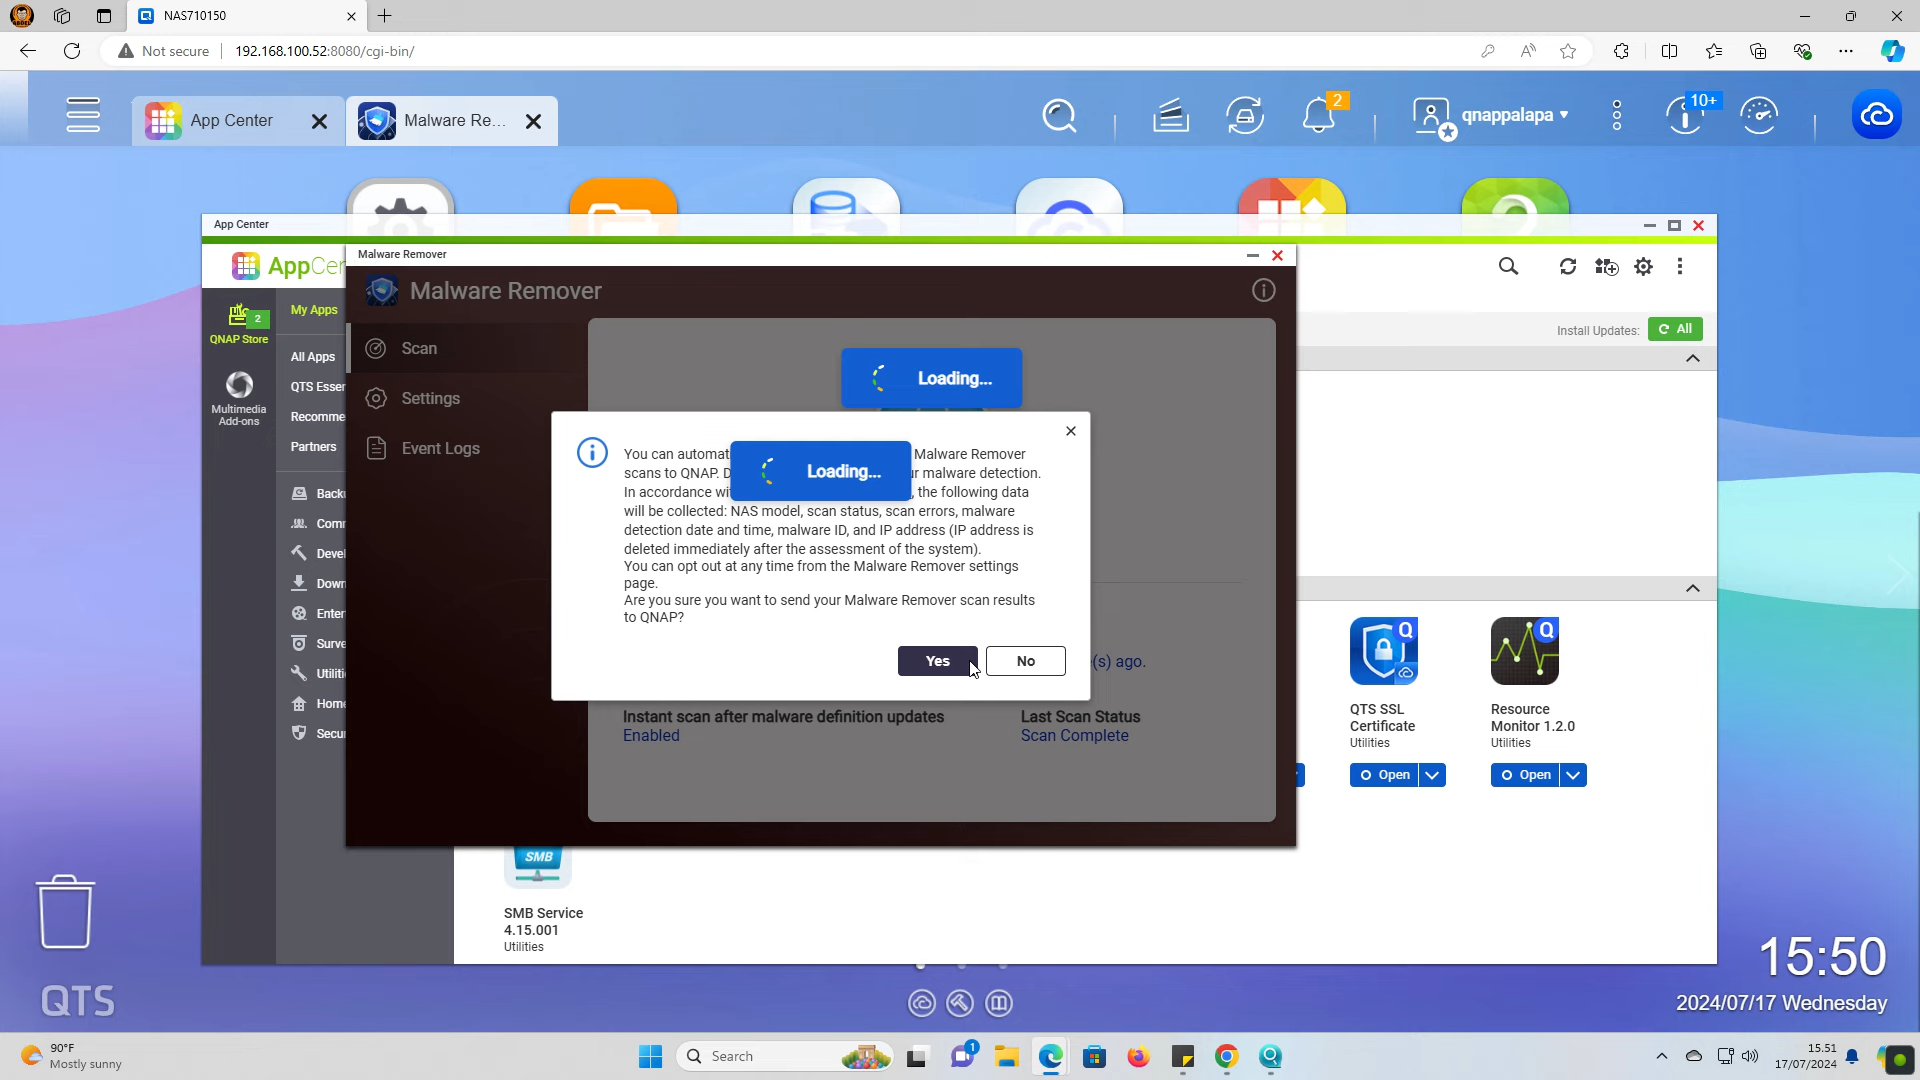 NAS710150
Not secure
192.168.100.52:8080/cgi-bin/
App Center
Malware Re...
2
qnappalapa
10+
App Center
Malware Remover
AppCen
Malware Remover
2
QNAP Store
My Apps
Install Updates:
All
Multimedia
Add-ons
All Apps
QTS Essen
Recomme
Partners
Scan
Settings
Event Logs
Loading...
Loading...
You can automat
Malware Remover
scans to QNAP. D
r malware detection.
In accordance wi
, the following data
will be collected: NAS model, scan status, scan errors, malware
detection date and time, malware ID, and IP address (IP address is
deleted immediately after the assessment of the system).
You can opt out at any time from the Malware Remover settings
page.
Are you sure you want to send your Malware Remover scan results
to QNAP?
Yes
No
(s) ago.
Instant scan after malware definition updates
Enabled
Last Scan Status
Scan Complete
Back
Com
Devel
Down
Enter
Surve
Utiliti
Home
Secur
QTS SSL
Certificate
Utilities
Open
Resource
Monitor 1.2.0
Utilities
Open
SMB
SMB Service
4.15.001
Utilities
QTS
15:50
2024/07/17 Wednesday
90°F
Mostly sunny
Search
1
15.51
17/07/2024